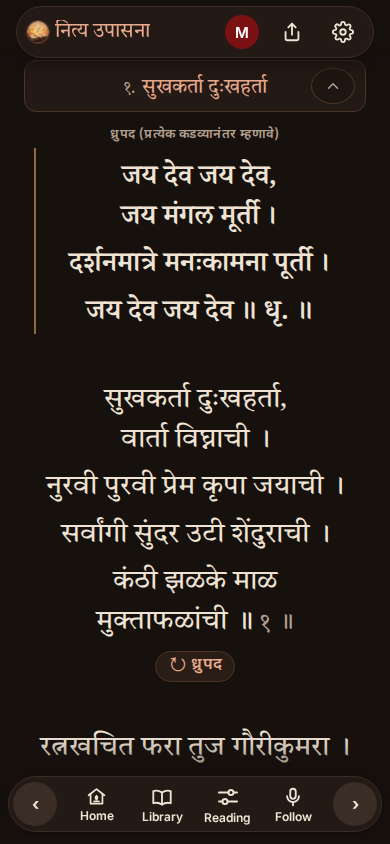 नित्य उपासना
M
१. सुखकर्ता दुःखहर्ता
ध्रुपद (प्रत्येक कडव्यानंतर म्हणावे)
जय देव जय देव,
जय मंगल मूर्ती ।
दर्शनमात्रे मनःकामना पूर्ती ।
जय देव जय देव ॥ धृ. ॥
सुखकर्ता दुःखहर्ता,
वार्ता विघ्नाची ।
नुरवी पुरवी प्रेम कृपा जयाची ।
सर्वांगी सुंदर उटी शेंदुराची ।
कंठी झळके माळ
मुक्ताफळांची ॥ १ ॥
ध्रुपद
रत्नखचित फरा तुज गौरीकुमरा ।
Home Library Reading Follow